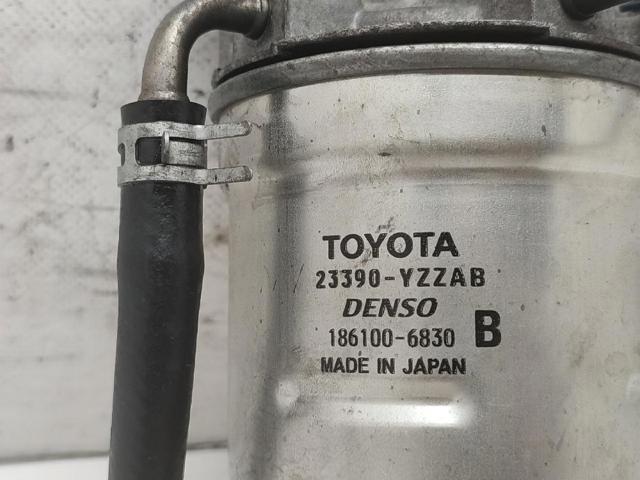 TOYOTA
23390-YZZAB
DENSO
186100-6830 B
MADE IN JAPAN